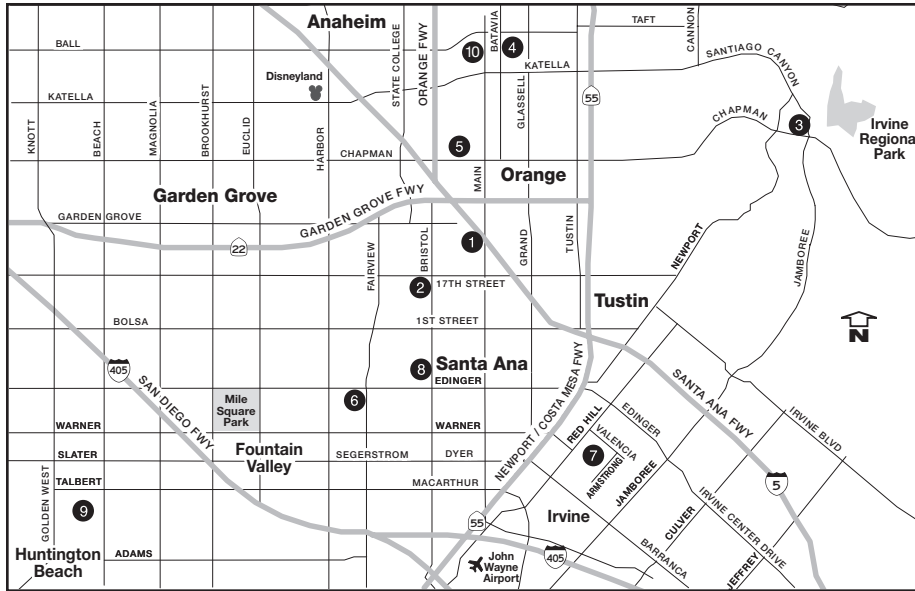 Anaheim
TAFT
CANNON
BALL
STATE COLLEGE
ORANGE FWY
10
BATAVIA
4
SANTIAGO CANYON
Disneyland
KATELLA
KATELLA
55
GLASSELL
CHAPMAN
3
Irvine
Regional
Park
KNOTT
BEACH
MAGNOLIA
BROOKHURST
EUCLID
HARBOR
CHAPMAN
5
MAIN
Orange
Garden Grove
GARDEN GROVE FWY
GARDEN GROVE
22
FAIRVIEW
BRISTOL
1
GRAND
TUSTIN
NEWPORT
JAMBOREE
2
17TH STREET
Tustin
BOLSA
1ST STREET
N
405
SAN DIEGO FWY
8
Santa Ana
EDINGER
NEWPORT / COSTA MESA FWY
SANTA ANA FWY
Mile
Square
Park
6
RED HILL
EDINGER
IRVINE BLVD
WARNER
WARNER
VALENCIA
Fountain
Valley
SLATER
SEGERSTROM
DYER
7
ARMSTRONG
JAMBOREE
5
TALBERT
MACARTHUR
GOLDEN WEST
9
55
Irvine
CULVER
IRVINE CENTER DRIVE
Huntington
Beach
ADAMS
John
Wayne
Airport
405
BARRANCA
JEFFREY